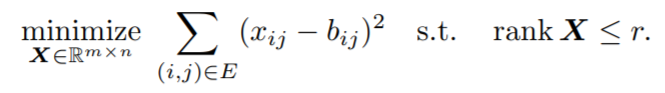 minimize ∑ (x_{ij} − b_{ij})² s.t. rank X ≤ r.
X∈ℝ^{m×n} (i,j)∈E